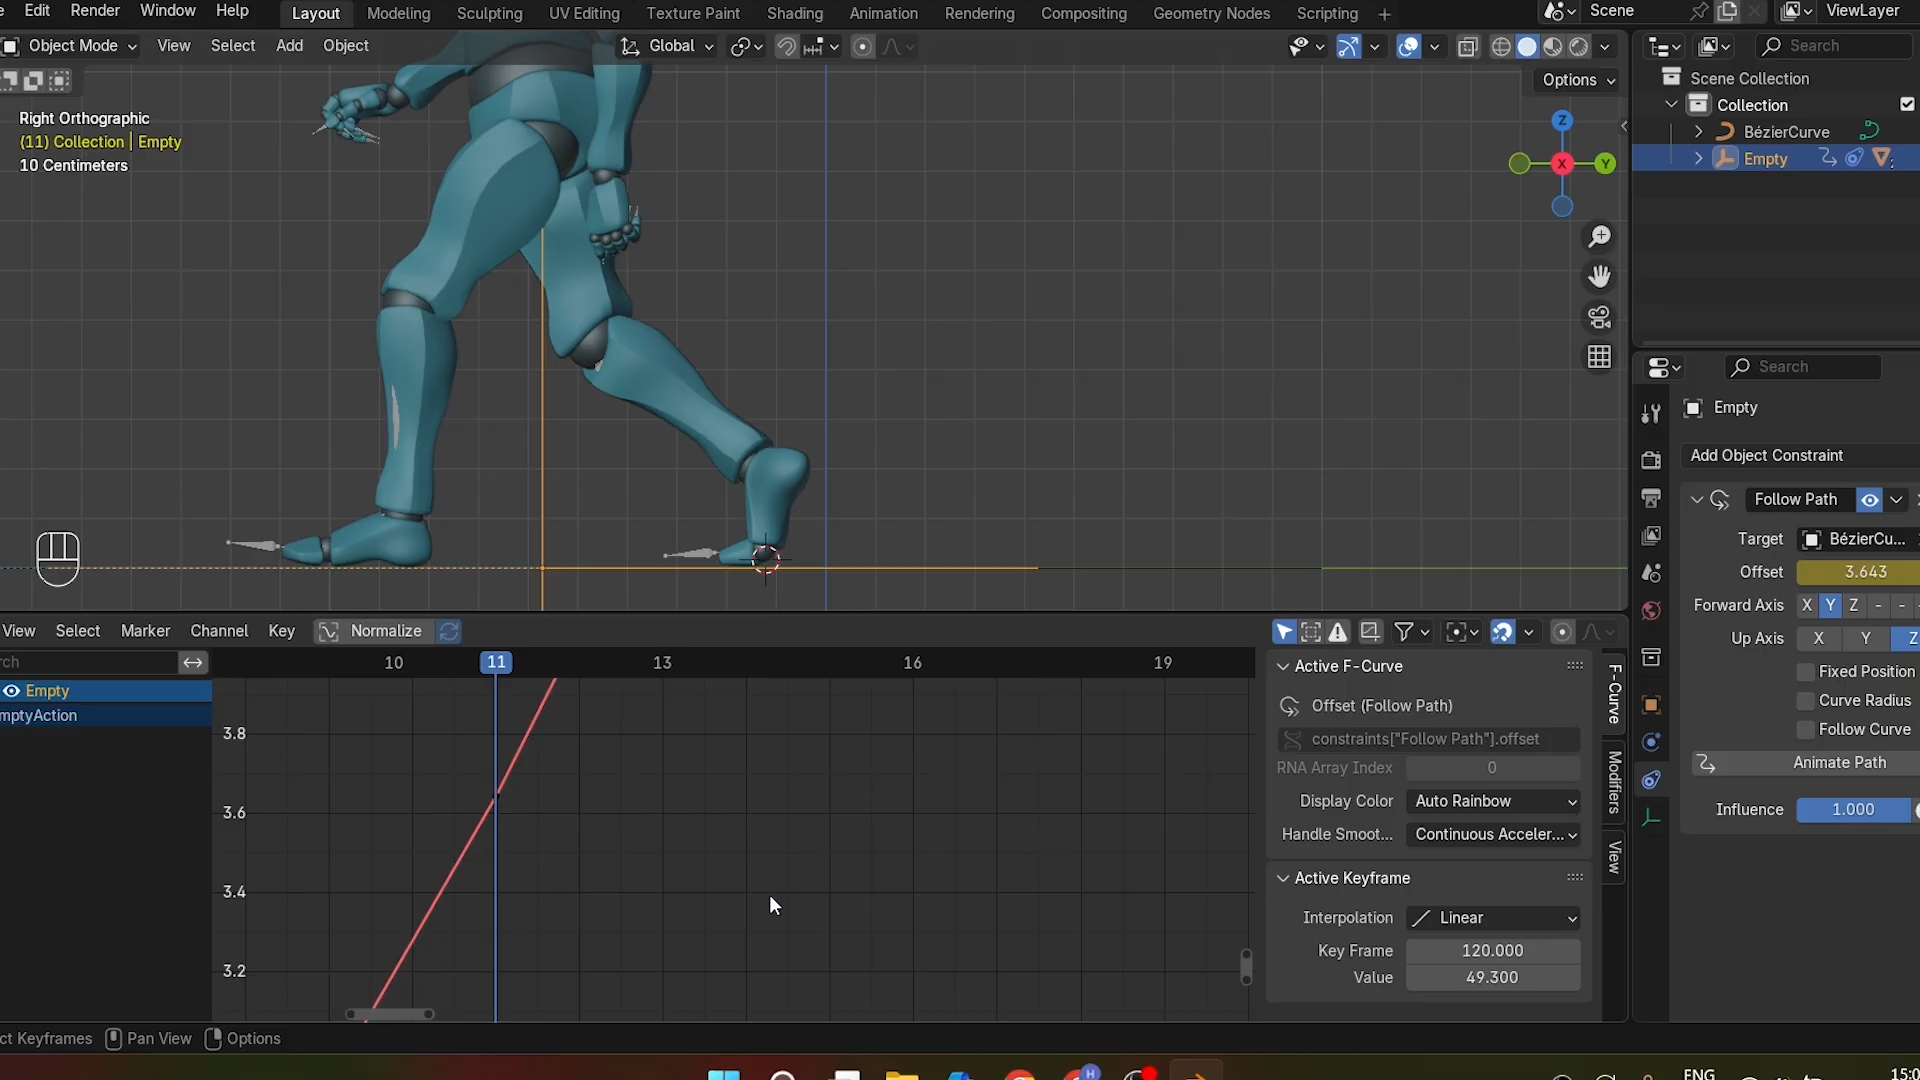 Edit Render Window Help Layout Modeling Sculpting UV Editing Texture Paint Shading Animation Rendering Compositing Geometry Nodes Scripting + Scene ViewLayer
Object Mode View Select Add Object Global Search
Options
Right Orthographic
(11) Collection | Empty
10 Centimeters
Z
X
Y
Scene Collection
Collection
BézierCurve
Empty
Search
Empty
Add Object Constraint
Follow Path
Target BézierCu...
Offset 3.643
Forward Axis X Y Z - -
Up Axis X Y Z
Fixed Position
Curve Radius
Follow Curve
Animate Path
Influence 1.000
View Select Marker Channel Key Normalize
rch
10 11 13 16 19
Empty
mptyAction
3.8
3.6
3.4
3.2
Active F-Curve
Offset (Follow Path)
constraints["Follow Path"].offset
RNA Array Index 0
Display Color Auto Rainbow
Handle Smoot... Continuous Acceler...
Active Keyframe
Interpolation Linear
Key Frame 120.000
Value 49.300
F-Curve
Modifiers
View
ct Keyframes Pan View Options
H
ENG
15:0